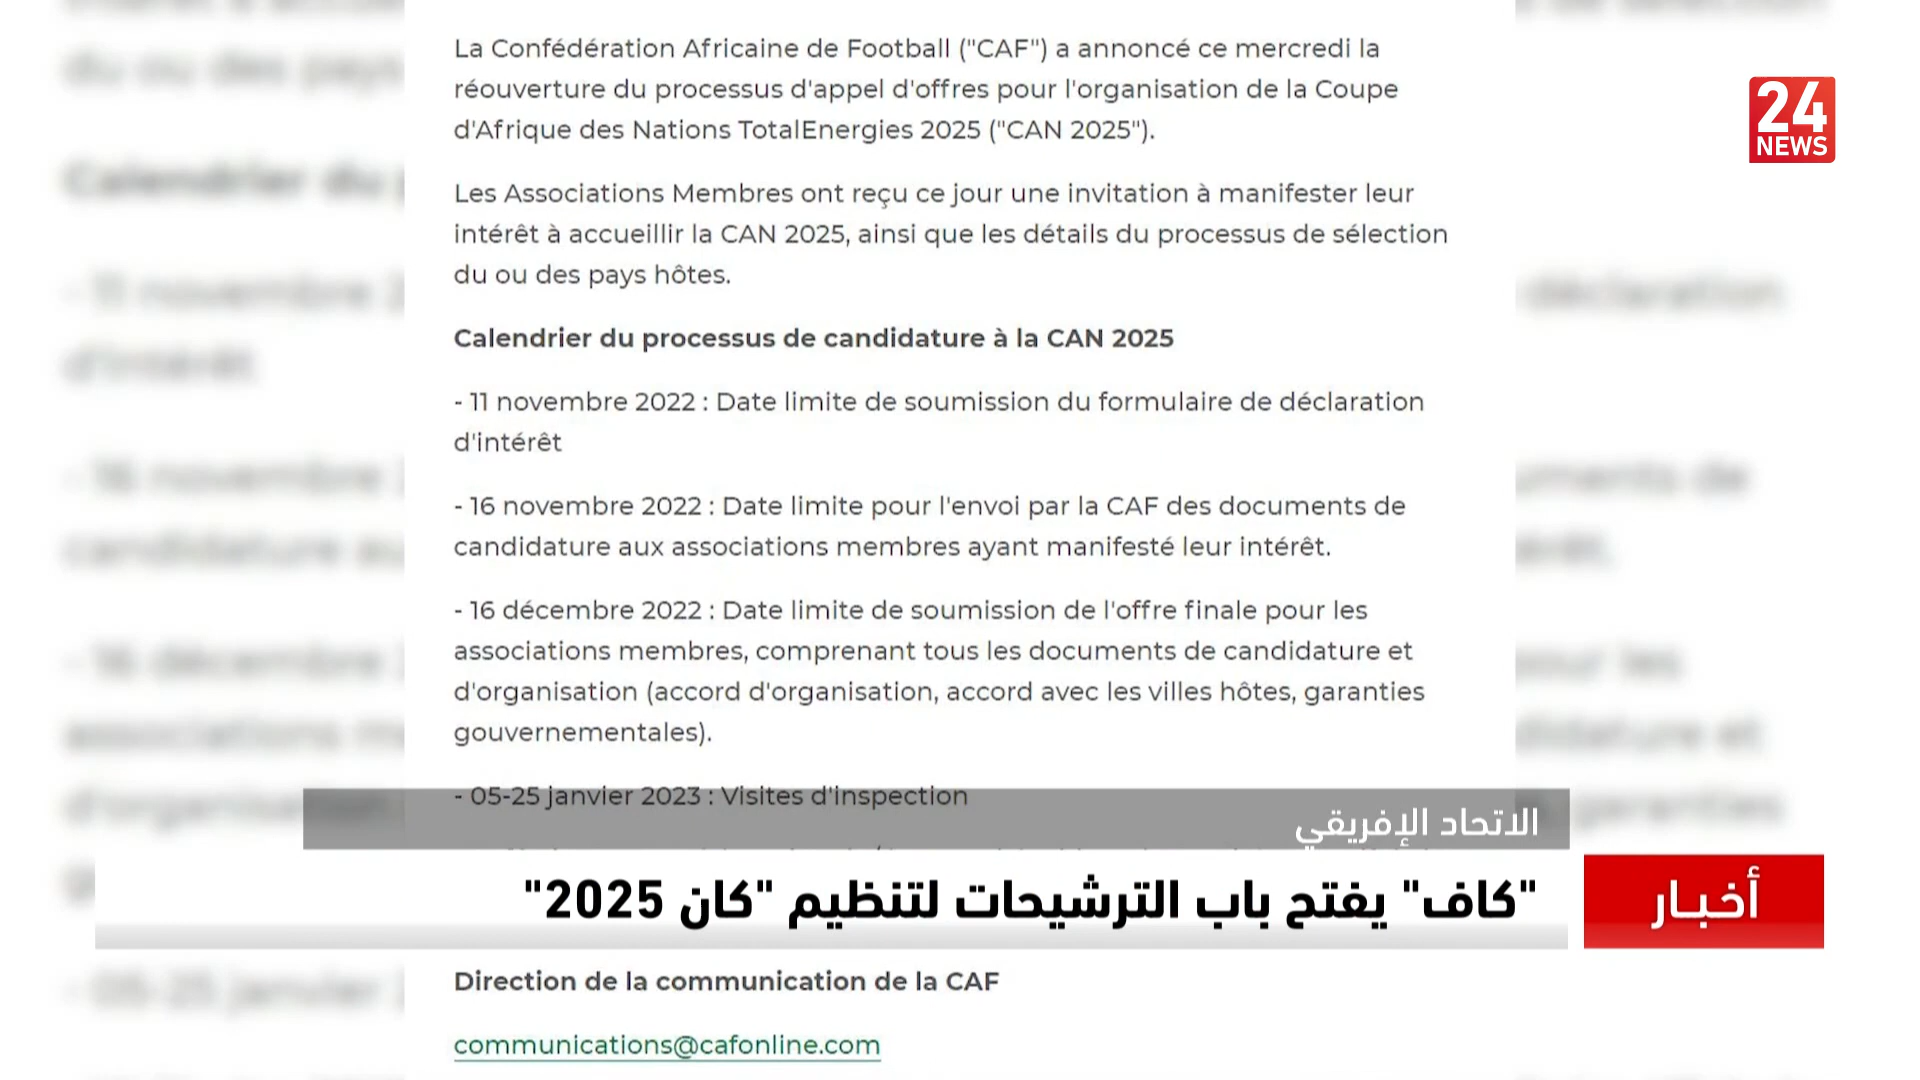 La Confédération Africaine de Football ("CAF") a annoncé ce mercredi la
réouverture du processus d'appel d'offres pour l'organisation de la Coupe
d'Afrique des Nations TotalEnergies 2025 ("CAN 2025").
24
NEWS
Les Associations Membres ont reçu ce jour une invitation à manifester leur
intérêt à accueillir la CAN 2025, ainsi que les détails du processus de sélection
du ou des pays hôtes.
Calendrier du processus de candidature à la CAN 2025
- 11 novembre 2022 : Date limite de soumission du formulaire de déclaration
d'intérêt
- 16 novembre 2022 : Date limite pour l'envoi par la CAF des documents de
candidature aux associations membres ayant manifesté leur intérêt.
- 16 décembre 2022 : Date limite de soumission de l'offre finale pour les
associations membres, comprenant tous les documents de candidature et
d'organisation (accord d'organisation, accord avec les villes hôtes, garanties
gouvernementales).
- 05-25 janvier 2023 : Visites d'inspection
الاتحاد الإفريقي
أخبار
"كاف" يفتح باب الترشيحات لتنظيم "كان 2025"
Direction de la communication de la CAF
communications@cafonline.com